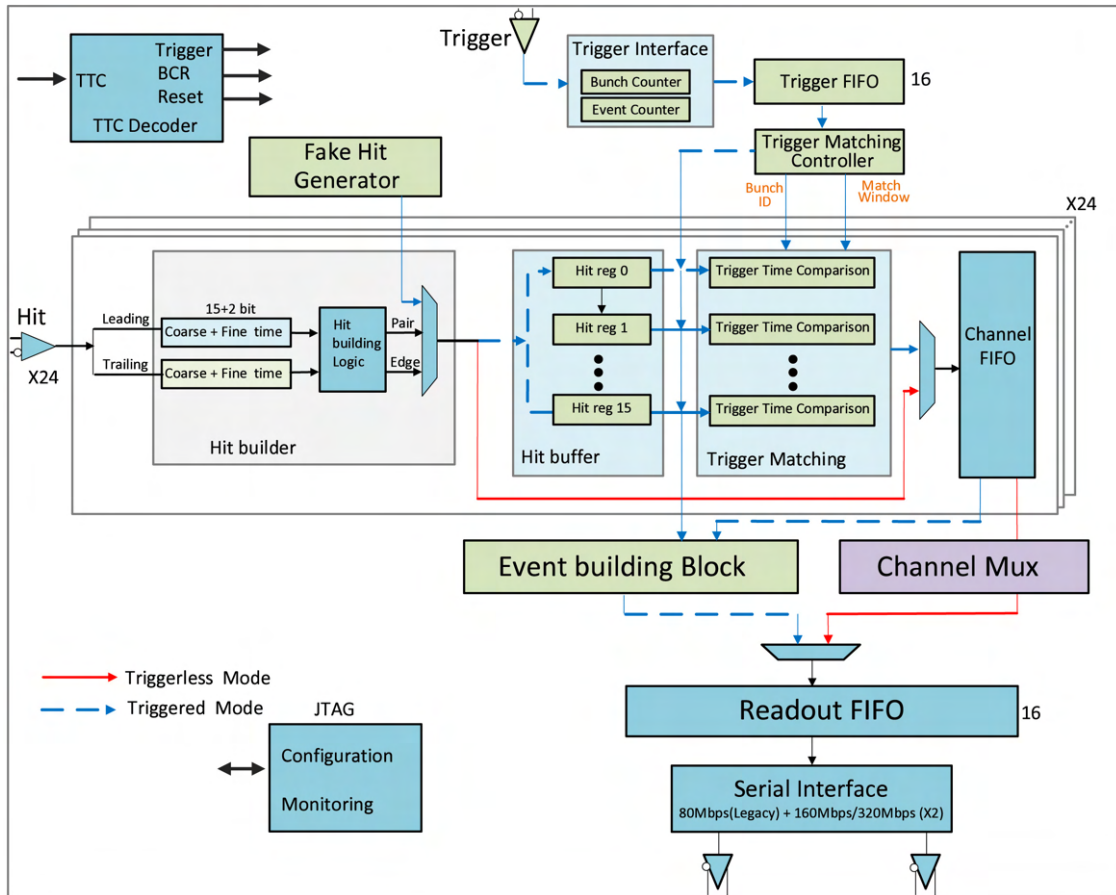 Trigger
TTC
BCR
Reset
TTC Decoder
Trigger
Trigger Interface
Bunch Counter
Event Counter
Trigger FIFO
16
Trigger Matching
Controller
Fake Hit
Generator
Bunch
ID
Match
Window
X24
Hit
X24
Leading
Trailing
15+2 bit
Coarse + Fine time
Coarse + Fine time
Hit
building
Logic
Pair
Edge
Hit builder
Hit reg 0
Hit reg 1
Hit reg 15
Hit buffer
Trigger Time Comparison
Trigger Time Comparison
Trigger Time Comparison
Trigger Matching
Channel
FIFO
Event building Block
Channel Mux
Triggerless Mode
Triggered Mode
JTAG
Configuration
Monitoring
Readout FIFO
16
Serial Interface
80Mbps(Legacy) + 160Mbps/320Mbps (X2)